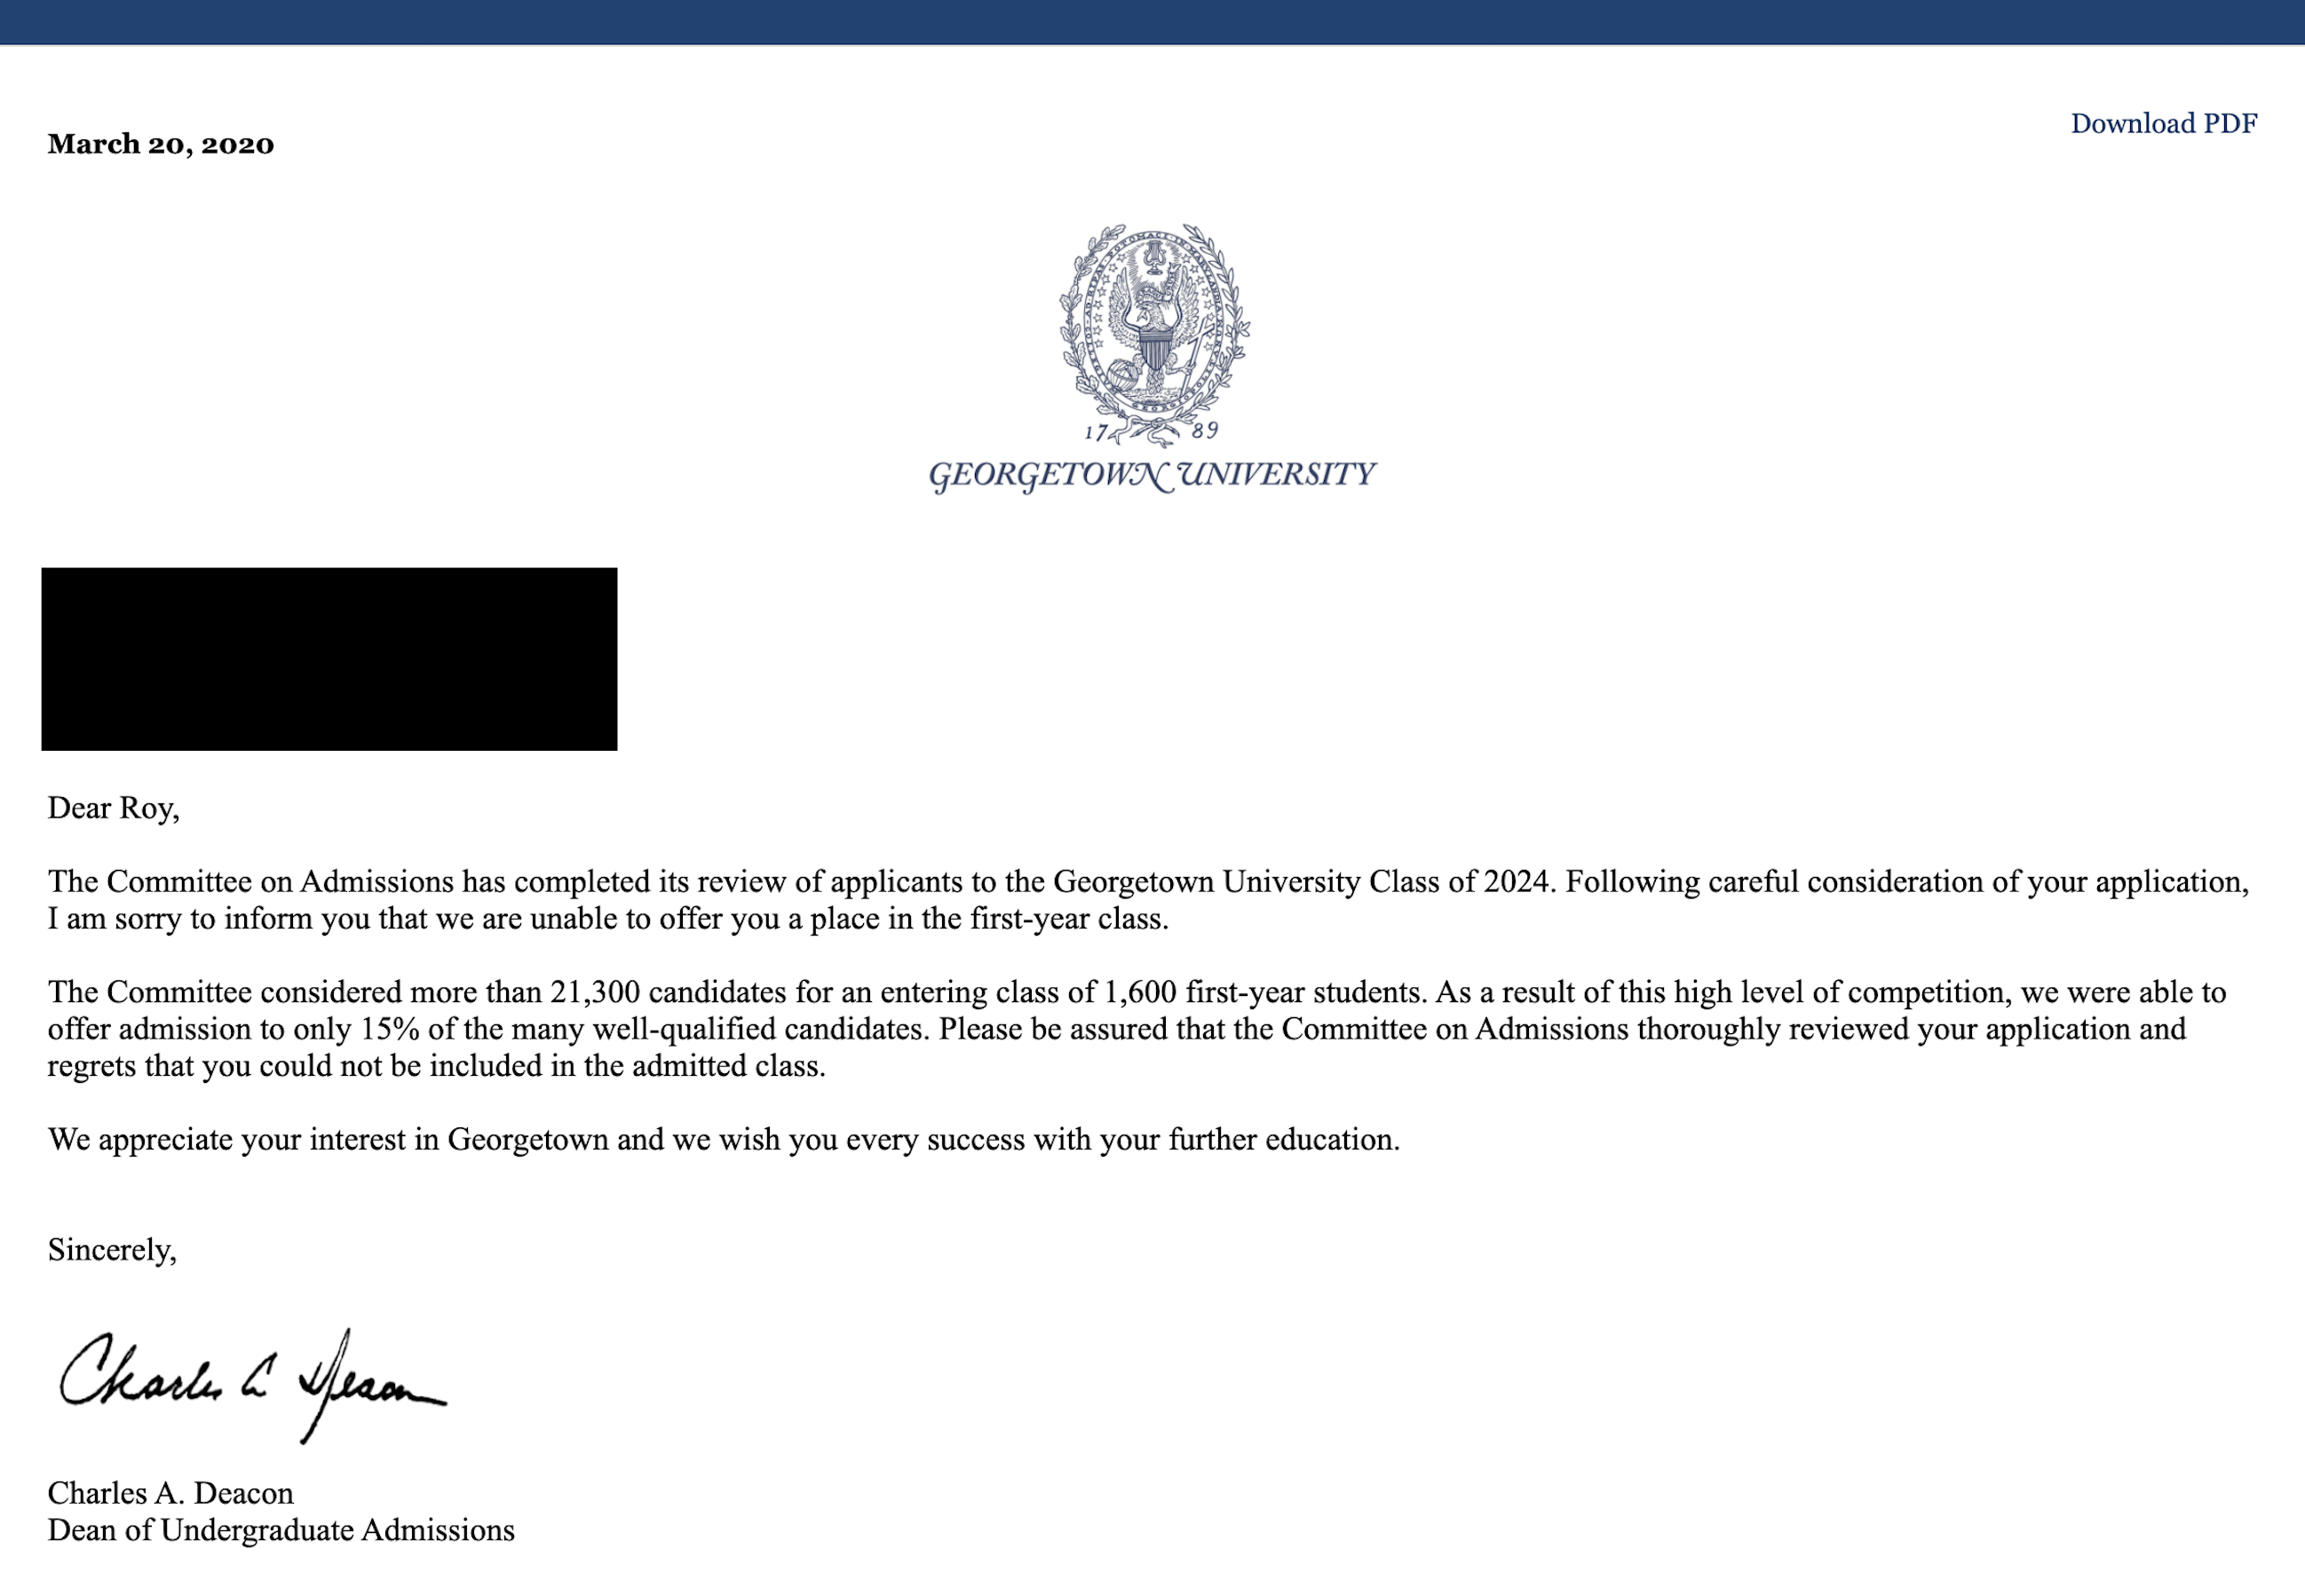 March 20, 2020
Download PDF
17 89
GEORGETOWN UNIVERSITY
Dear Roy,
The Committee on Admissions has completed its review of applicants to the Georgetown University Class of 2024. Following careful consideration of your application,
I am sorry to inform you that we are unable to offer you a place in the first-year class.
The Committee considered more than 21,300 candidates for an entering class of 1,600 first-year students. As a result of this high level of competition, we were able to
offer admission to only 15% of the many well-qualified candidates. Please be assured that the Committee on Admissions thoroughly reviewed your application and
regrets that you could not be included in the admitted class.
We appreciate your interest in Georgetown and we wish you every success with your further education.
Sincerely,
Charles A Deacon
Charles A. Deacon
Dean of Undergraduate Admissions